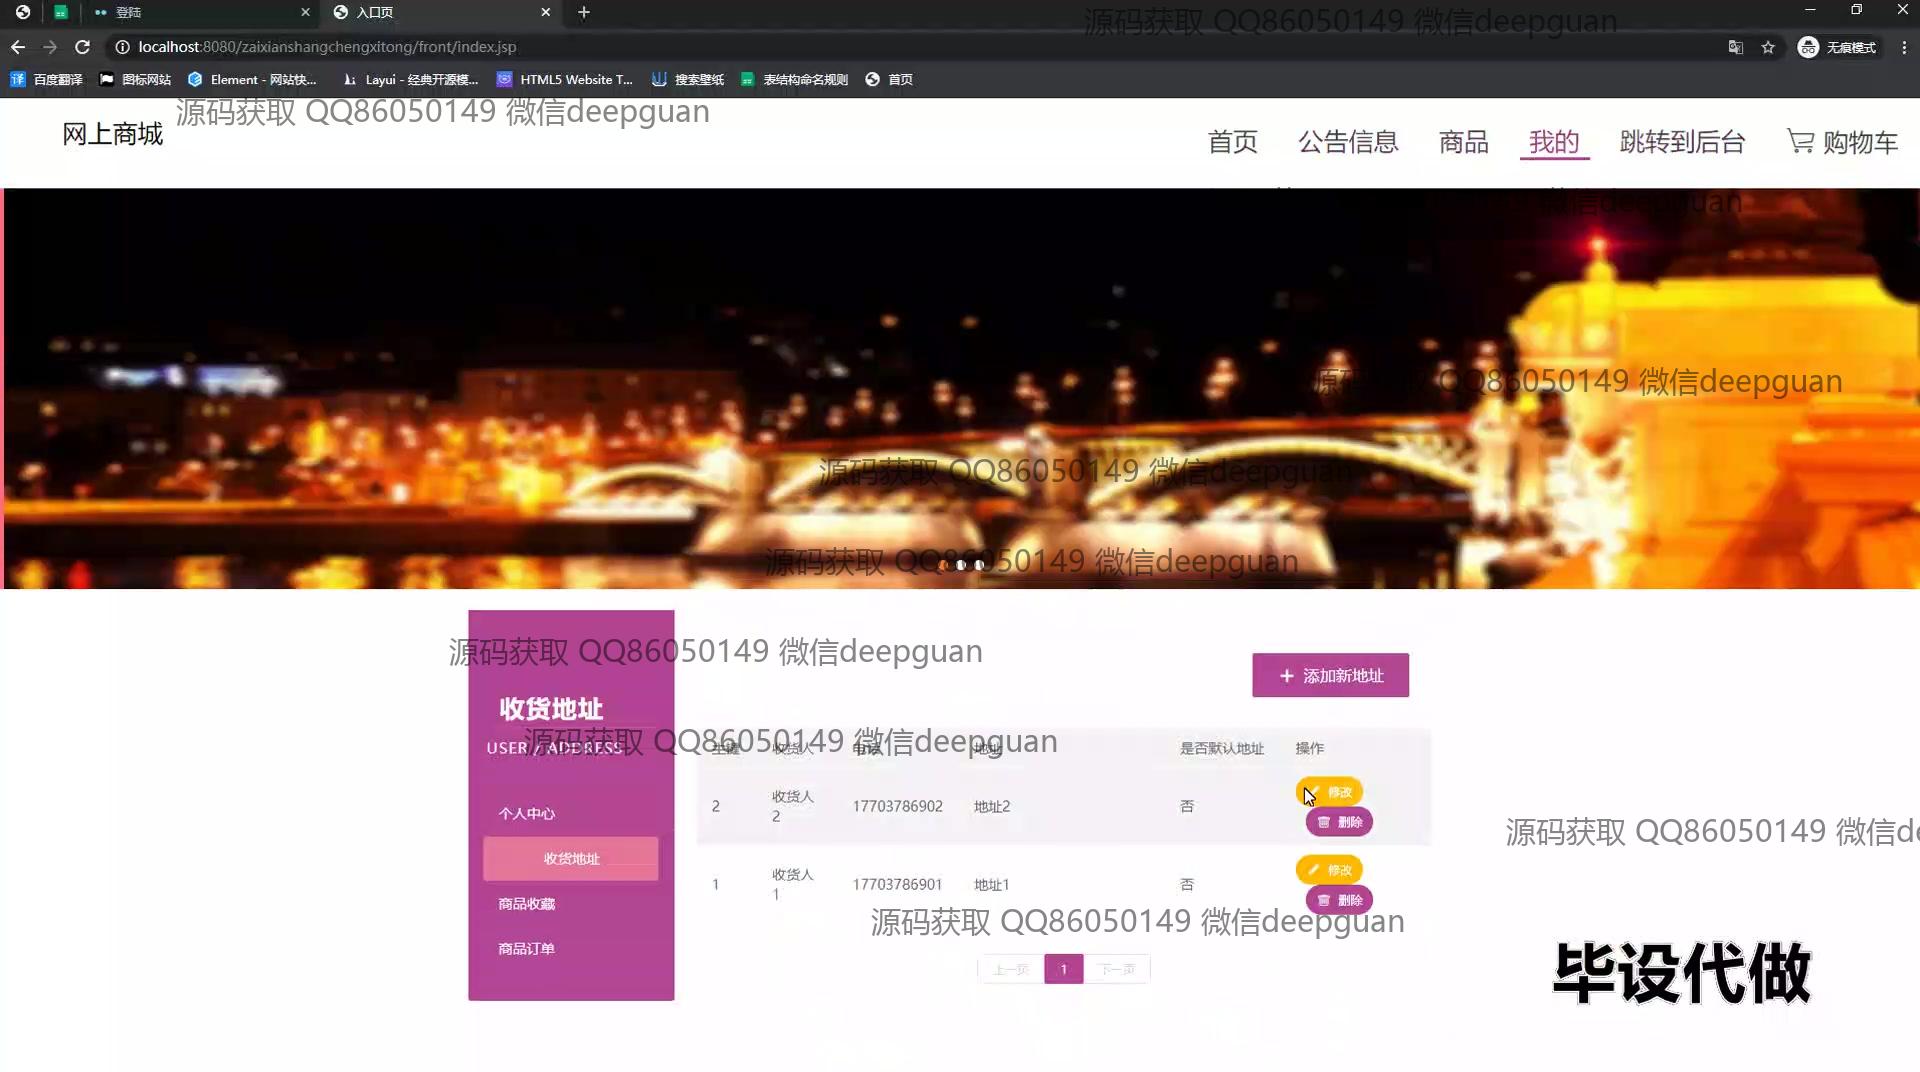 登陆
入口页
localhost:8080/zaixianshangchengxitong/front/index.jsp
无痕模式
百度翻译
图标网站
Element - 网站快...
Layui - 经典开源模...
HTML5 Website T...
搜索壁纸
表结构命名规则
首页
源码获取 QQ86050149 微信deepguan
源码获取 QQ86050149 微信deepguan
网上商城
首页 公告信息 商品 我的 跳转到后台 购物车
微信deepguan
源码获取 QQ86050149 微信deepguan
源码获取 QQ86050149 微信deepguan
源码获取 QQ86050149 微信deepguan
源码获取 QQ86050149 微信deepguan
收货地址
USER / ADDRESS
源码获取 QQ86050149 微信deepguan
个人中心
收货地址
商品收藏
商品订单
添加新地址
主键 收货人 电话 地址 是否默认地址 操作
2 收货人2 17703786902 地址2 否 修改 删除
1 收货人1 17703786901 地址1 否 修改 删除
源码获取 QQ86050149 微信de
源码获取 QQ86050149 微信deepguan
上一页 1 下一页
毕设代做